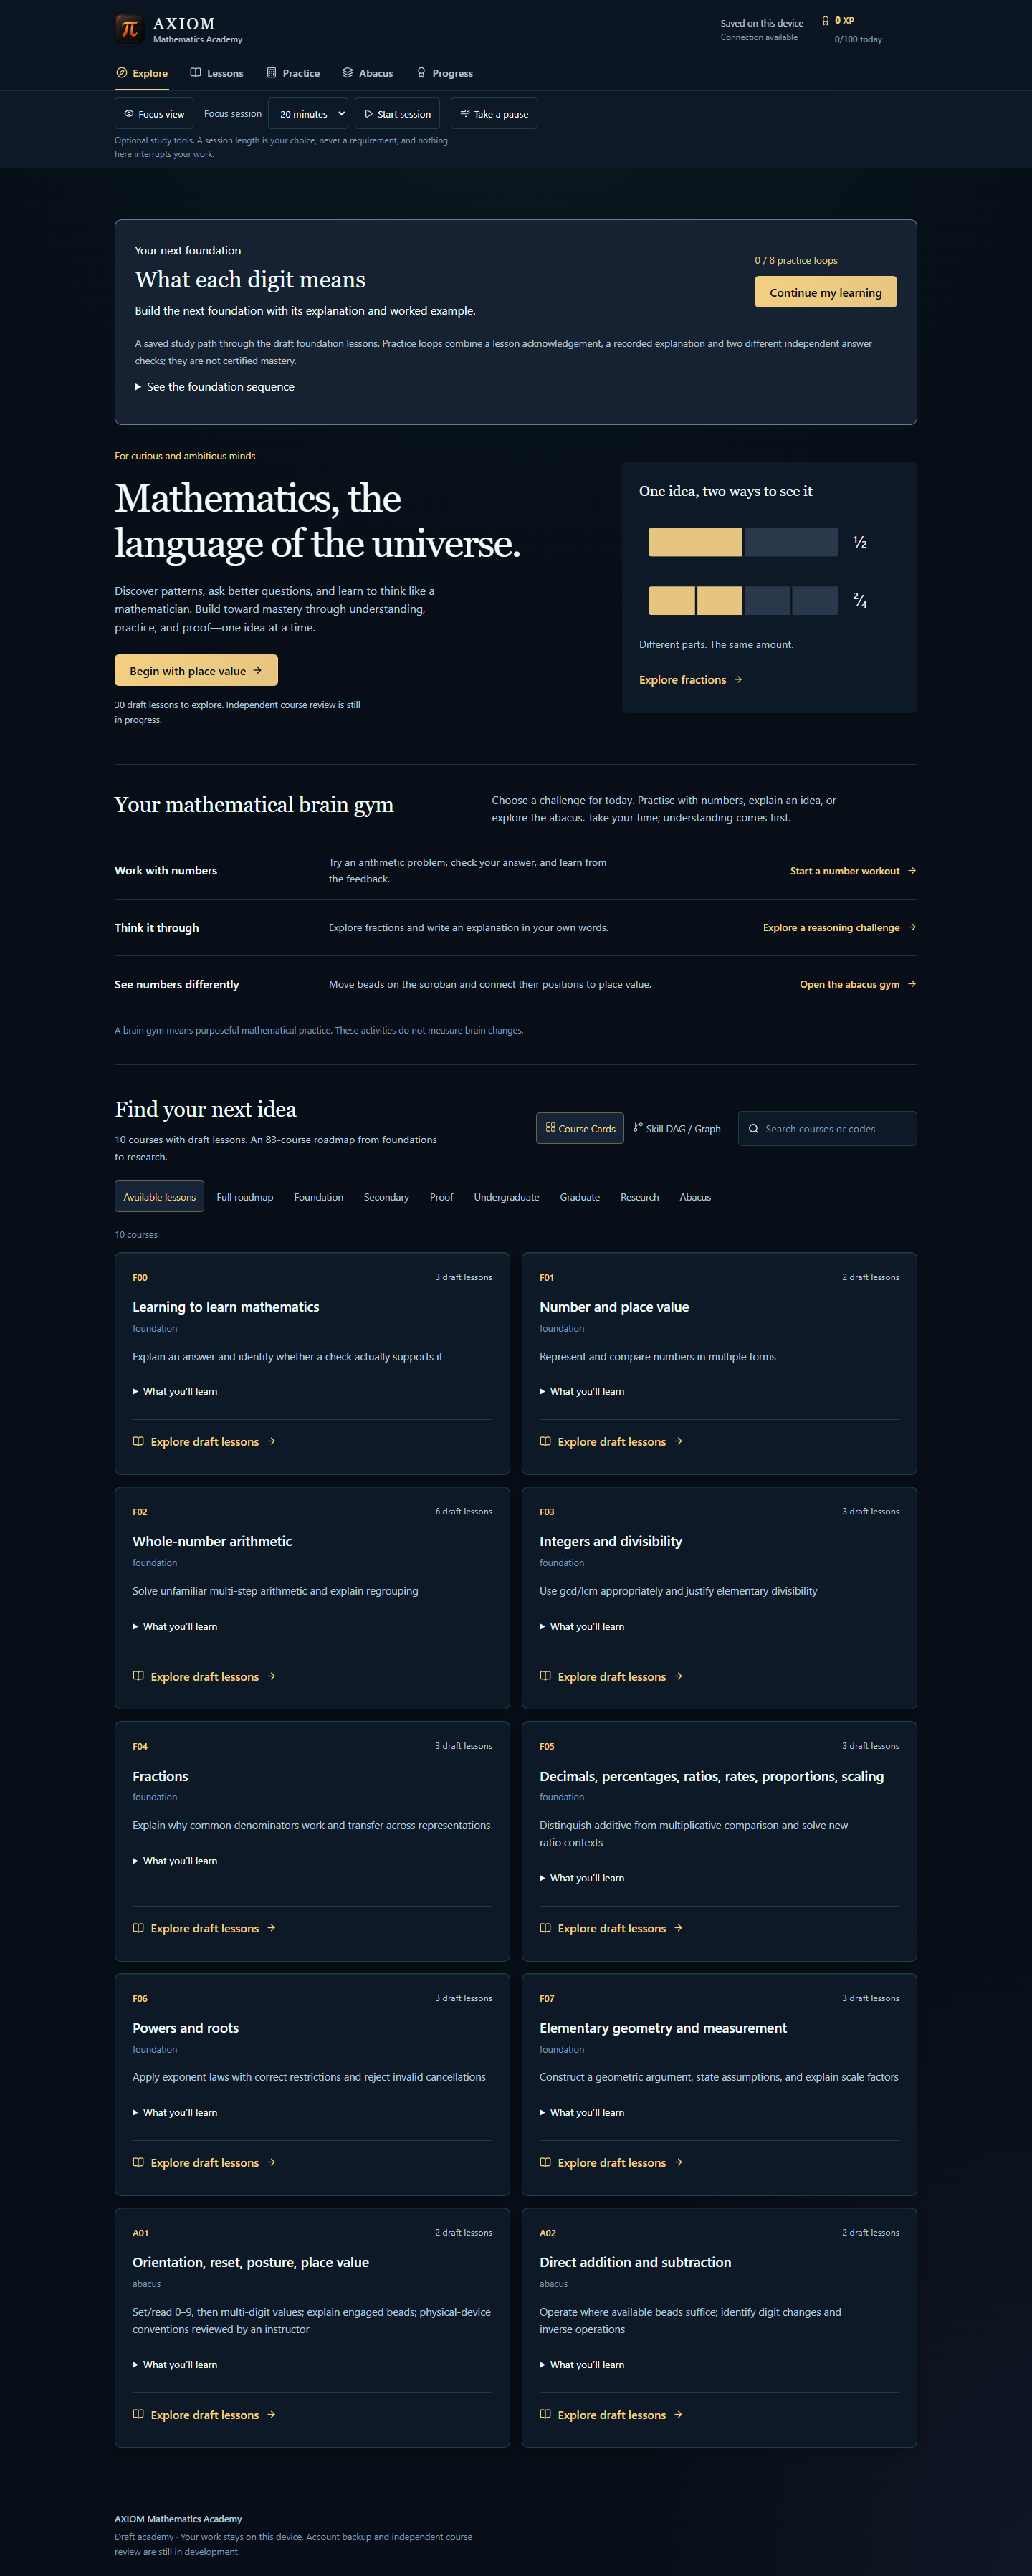 π
AXIOM
Mathematics Academy
Saved on this device
Connection available
0 XP
0/100 today
Explore
Lessons
Practice
Abacus
Progress
Focus view
Focus session
20 minutes
Start session
Take a pause
Optional study tools. A session length is your choice, never a requirement, and nothing
here interrupts your work.
Your next foundation
What each digit means
Build the next foundation with its explanation and worked example.
0 / 8 practice loops
Continue my learning
A saved study path through the draft foundation lessons. Practice loops combine a lesson acknowledgement, a recorded explanation and two different independent answer
checks; they are not certified mastery.
See the foundation sequence
For curious and ambitious minds
Mathematics, the
language of the universe.
Discover patterns, ask better questions, and learn to think like a
mathematician. Build toward mastery through understanding,
practice, and proof—one idea at a time.
Begin with place value
30 draft lessons to explore. Independent course review is still
in progress.
One idea, two ways to see it
½
2⁄4
Different parts. The same amount.
Explore fractions
Your mathematical brain gym
Choose a challenge for today. Practise with numbers, explain an idea, or
explore the abacus. Take your time; understanding comes first.
Work with numbers
Try an arithmetic problem, check your answer, and learn from
the feedback.
Start a number workout
Think it through
Explore fractions and write an explanation in your own words.
Explore a reasoning challenge
See numbers differently
Move beads on the soroban and connect their positions to place value.
Open the abacus gym
A brain gym means purposeful mathematical practice. These activities do not measure brain changes.
Find your next idea
10 courses with draft lessons. An 83-course roadmap from foundations
to research.
Course Cards
Skill DAG / Graph
Search courses or codes
Available lessons
Full roadmap
Foundation
Secondary
Proof
Undergraduate
Graduate
Research
Abacus
10 courses
F00
3 draft lessons
Learning to learn mathematics
foundation
Explain an answer and identify whether a check actually supports it
What you'll learn
Explore draft lessons
F01
2 draft lessons
Number and place value
foundation
Represent and compare numbers in multiple forms
What you'll learn
Explore draft lessons
F02
6 draft lessons
Whole-number arithmetic
foundation
Solve unfamiliar multi-step arithmetic and explain regrouping
What you'll learn
Explore draft lessons
F03
3 draft lessons
Integers and divisibility
foundation
Use gcd/lcm appropriately and justify elementary divisibility
What you'll learn
Explore draft lessons
F04
3 draft lessons
Fractions
foundation
Explain why common denominators work and transfer across representations
What you'll learn
Explore draft lessons
F05
3 draft lessons
Decimals, percentages, ratios, rates, proportions, scaling
foundation
Distinguish additive from multiplicative comparison and solve new
ratio contexts
What you'll learn
Explore draft lessons
F06
3 draft lessons
Powers and roots
foundation
Apply exponent laws with correct restrictions and reject invalid cancellations
What you'll learn
Explore draft lessons
F07
3 draft lessons
Elementary geometry and measurement
foundation
Construct a geometric argument, state assumptions, and explain scale factors
What you'll learn
Explore draft lessons
A01
2 draft lessons
Orientation, reset, posture, place value
abacus
Set/read 0–9, then multi-digit values; explain engaged beads; physical-device
conventions reviewed by an instructor
What you'll learn
Explore draft lessons
A02
2 draft lessons
Direct addition and subtraction
abacus
Operate where available beads suffice; identify digit changes and
inverse operations
What you'll learn
Explore draft lessons
AXIOM Mathematics Academy
Draft academy · Your work stays on this device. Account backup and independent course
review are still in development.